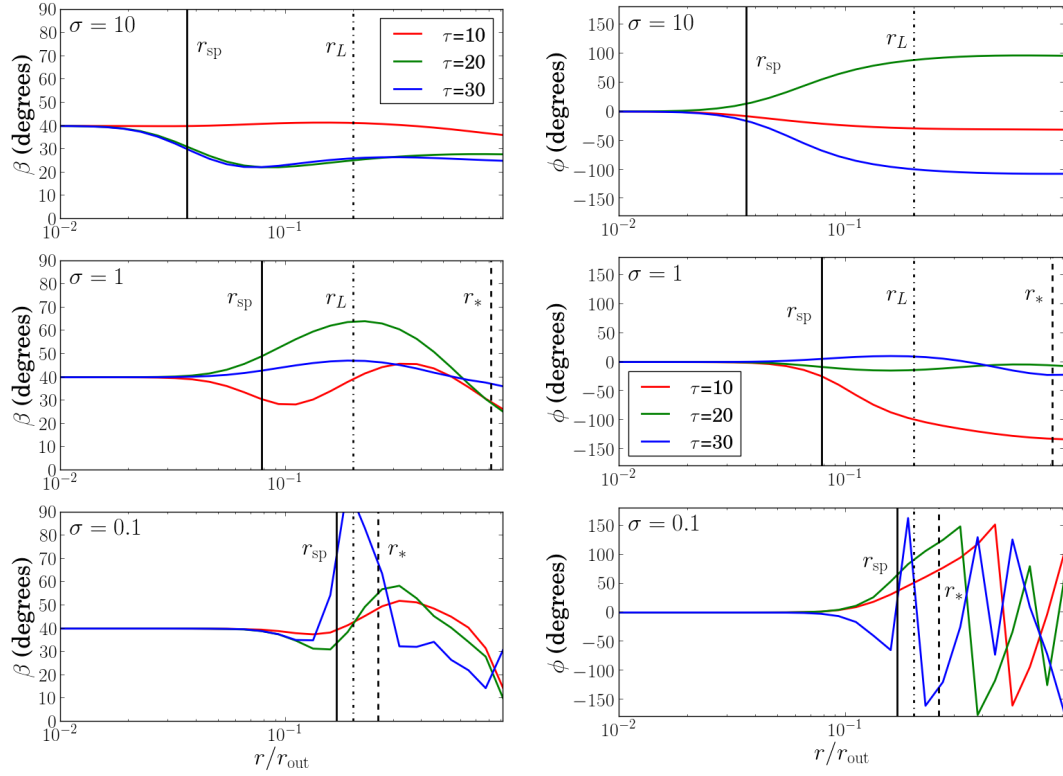 σ = 10
r_sp
r_L
τ=10
τ=20
τ=30
β (degrees)
90
80
70
60
50
40
30
20
10
0
10⁻²
10⁻¹
σ = 10
r_sp
r_L
ϕ (degrees)
150
100
50
0
−50
−100
−150
10⁻²
10⁻¹
σ = 1
r_sp
r_L
r_*
β (degrees)
90
80
70
60
50
40
30
20
10
0
10⁻²
10⁻¹
σ = 1
r_sp
r_L
r_*
τ=10
τ=20
τ=30
ϕ (degrees)
150
100
50
0
−50
−100
−150
10⁻²
10⁻¹
σ = 0.1
r_sp
r_*
β (degrees)
90
80
70
60
50
40
30
20
10
0
10⁻²
10⁻¹
r/r_out
σ = 0.1
r_sp
r_*
ϕ (degrees)
150
100
50
0
−50
−100
−150
10⁻²
10⁻¹
r/r_out